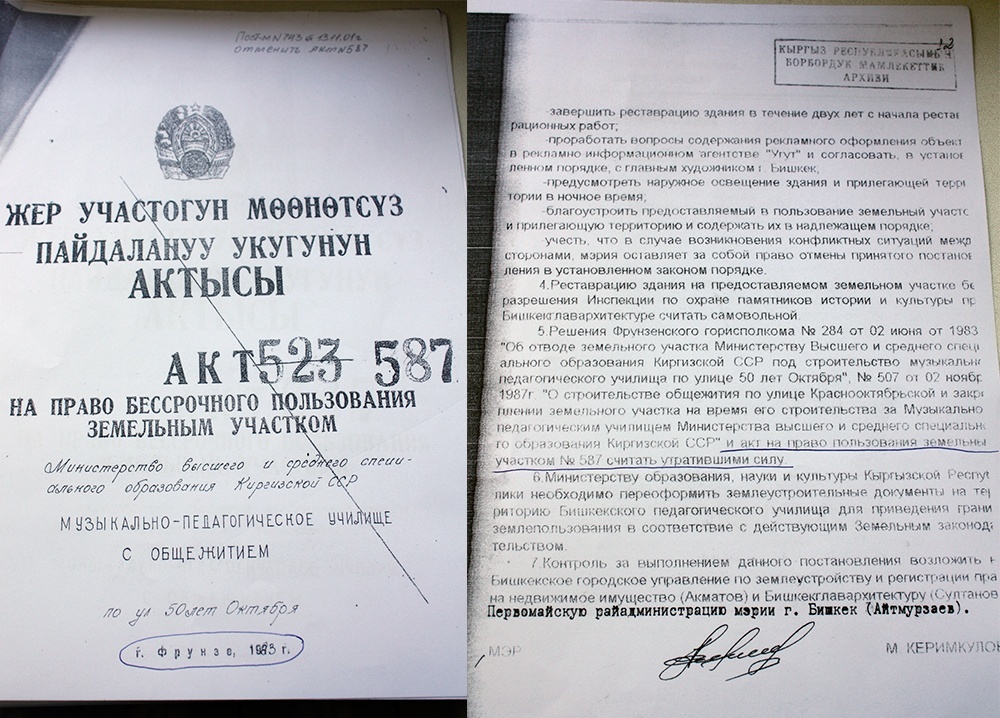 Пост-м N 743 от 13.11.01г
отменить Акт N 587
ЖЕР УЧАСТОГУН МӨӨНӨТСҮЗ
ПАЙДАЛАНУУ УКУГУНУН
АКТЫСЫ
АКТ 523 587
НА ПРАВО БЕССРОЧНОГО ПОЛЬЗОВАНИЯ
ЗЕМЕЛЬНЫМ УЧАСТКОМ
Министерство высшего и среднего специ-
ального образования Киргизской ССР
МУЗЫКАЛЬНО-ПЕДАГОГИЧЕСКОЕ УЧИЛИЩЕ
С ОБЩЕЖИТИЕМ
по ул 50 лет Октября
г. Фрунзе, 1983 г.
КЫРГЫЗ РЕСПУБЛИКАСЫНЫН
БОРБОРДУК МАМЛЕКЕТТИК
АРХИВИ
-завершить реставрацию здания в течение двух лет с начала рестав
рационных работ;
-проработать вопросы содержания рекламного оформления объект
в рекламно информационном агентстве "Угут" и согласовать, в установ
ленном порядке, с главным художником г. Бишкек;
-предусмотреть наружное освещение здания и прилегающей терри
тории в ночное время;
-благоустроить предоставляемый в пользование земельный участо
и прилегающую территорию и содержать их в надлежащем порядке;
-учесть, что в случае возникновения конфликтных ситуаций межд
сторонами, мэрия оставляет за собой право отмены принятого постанов
ления в установленном законом порядке.
4.Реставрацию здания на предоставляемом земельном участке бе
разрешения Инспекции по охране памятников истории и культуры пр
Бишкекглавархитектуре считать самовольной.
5.Решения Фрунзенского горисполкома № 284 от 02 июня от 1983
"Об отводе земельного участка Министерству Высшего и среднего специ
ального образования Киргизской ССР под строительство музыкальн
педагогического училища по улице 50 лет Октября", № 507 от 02 ноябр
1987г. "О строительстве общежития по улице Краснооктябрьской и закр
плении земельного участка на время его строительства за Музыкально
педагогическим училищем Министерства высшего и среднего специальн
го образования Киргизской ССР" и акт на право пользования земельны
участком № 587 считать утратившими силу.
6.Министерству образования, науки и культуры Кыргызской Респуб
лики необходимо переоформить землеустроительные документы на тер
риторию Бишкекского педагогического училища для приведения грани
землепользования в соответствие с действующим Земельным законода
тельством.
7.Контроль за выполнением данного постановления возложить н
Бишкекское городское управление по землеустройству и регистрации пра
на недвижимое имущество (Акматов) и Бишкекглавархитектуру (Султанов
Первомайскую райадминистрацию мэрии г. Бишкек (Айтмурзаев).
МЭР М КЕРИМКУЛОВ